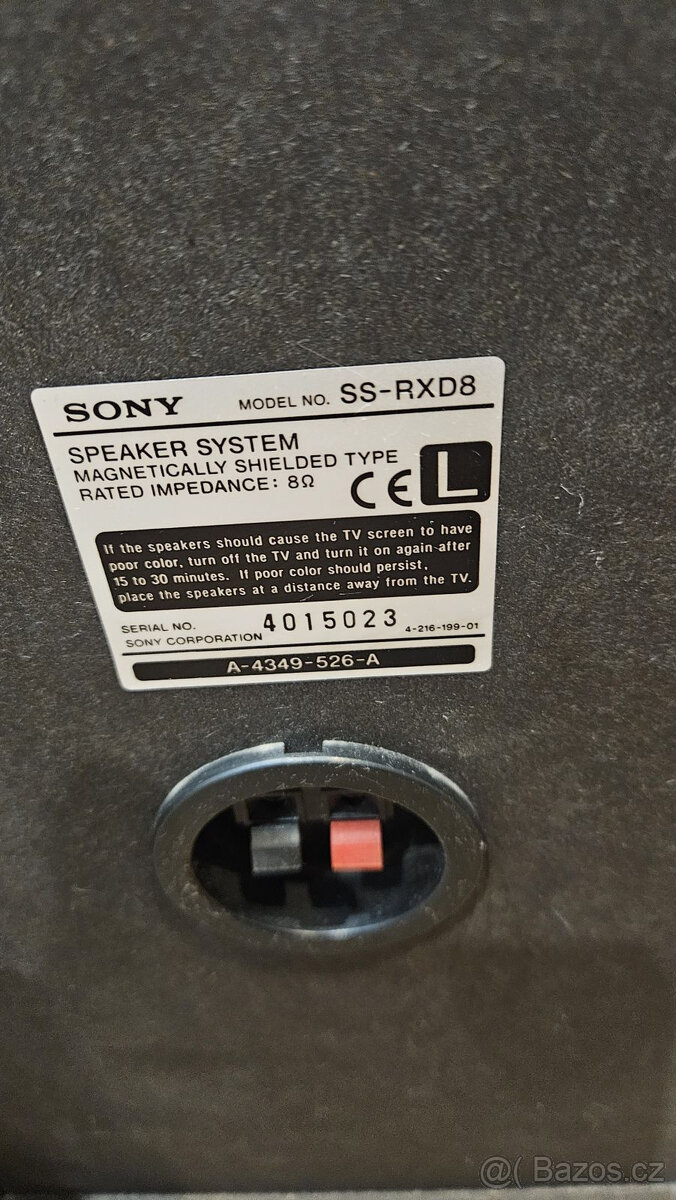 SONY MODEL NO. SS-RXD8
SPEAKER SYSTEM
MAGNETICALLY SHIELDED TYPE
RATED IMPEDANCE: 8Ω
CE L
If the speakers should cause the TV screen to have
poor color, turn off the TV and turn it on again after
15 to 30 minutes. If poor color should persist,
place the speakers at a distance away from the TV.
SERIAL NO. 4015023 4-216-199-01
SONY CORPORATION
A-4349-526-A
@( Bazos.cz